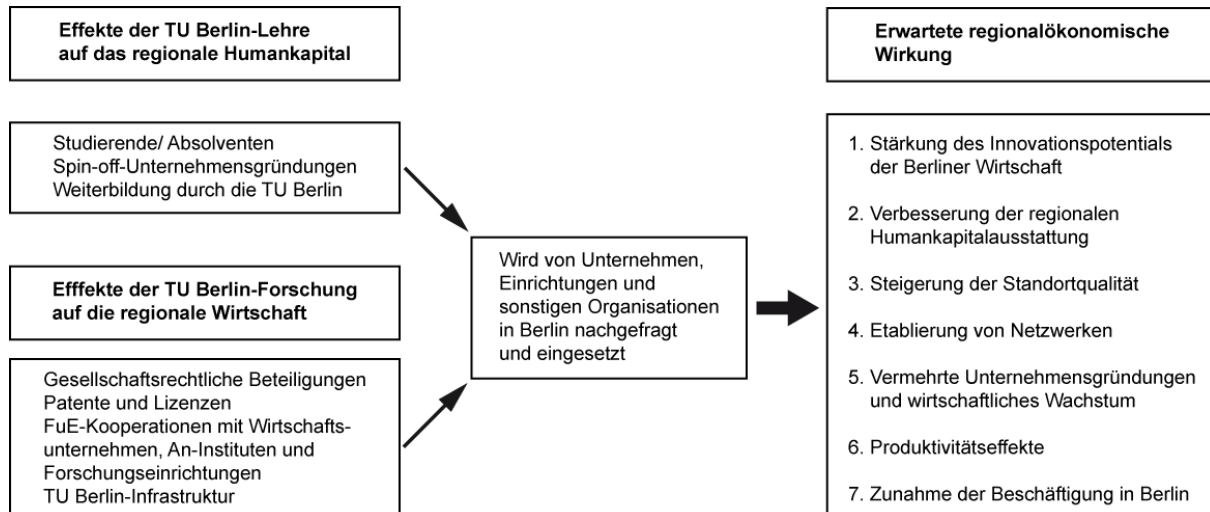 Effekte der TU Berlin-Lehre
auf das regionale Humankapital
Studierende/ Absolventen
Spin-off-Unternehmensgründungen
Weiterbildung durch die TU Berlin
Efffekte der TU Berlin-Forschung
auf die regionale Wirtschaft
Gesellschaftsrechtliche Beteiligungen
Patente und Lizenzen
FuE-Kooperationen mit Wirtschafts-
unternehmen, An-Instituten und
Forschungseinrichtungen
TU Berlin-Infrastruktur
Wird von Unternehmen,
Einrichtungen und
sonstigen Organisationen
in Berlin nachgefragt
und eingesetzt
Erwartete regionalökonomische
Wirkung
1. Stärkung des Innovationspotentials
der Berliner Wirtschaft
2. Verbesserung der regionalen
Humankapitalausstattung
3. Steigerung der Standortqualität
4. Etablierung von Netzwerken
5. Vermehrte Unternehmensgründungen
und wirtschaftliches Wachstum
6. Produktivitätseffekte
7. Zunahme der Beschäftigung in Berlin